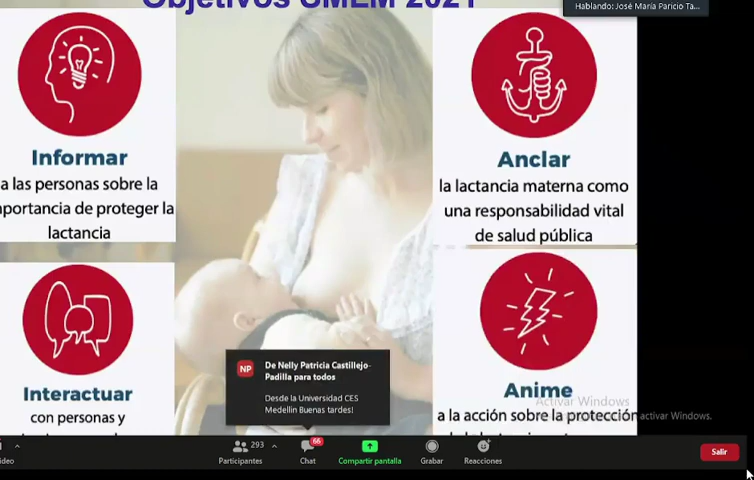 Objetivos SMLM 2021
Hablando: José María Paricio Ta...
Informar
a las personas sobre la
mportancia de proteger la
lactancia
Anclar
la lactancia materna como
una responsabilidad vital
de salud pública
Interactuar
con personas y
Anime
a la acción sobre la protección
Activar Windows
activar Windows.
NP
De Nelly Patricia Castillejo-
Padilla para todos
Desde la Universidad CES
Medellin Buenas tardes!
ideo
293
Participantes
66
Chat
Compartir pantalla
Grabar
Reacciones
Salir